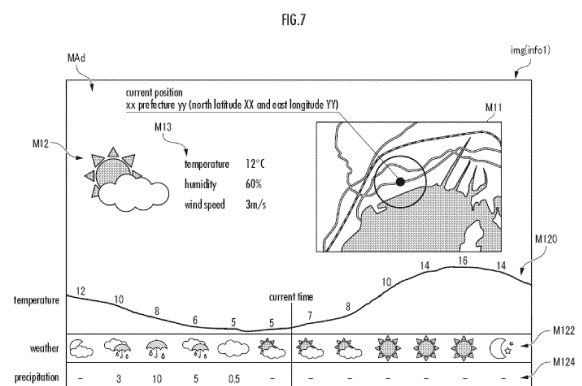 FIG.7
MAd
img(info1)
current position
xx prefecture yy (north latitude XX and east longitude YY)
M11
M13
M12
temperature 12°C
humidity 60%
wind speed 3m/s
M120
12 10 8 6 5 5 7 8 10 14 16 14
temperature
current time
weather
M122
M124
precipitation - 3 10 5 0.5 - - - - - - -